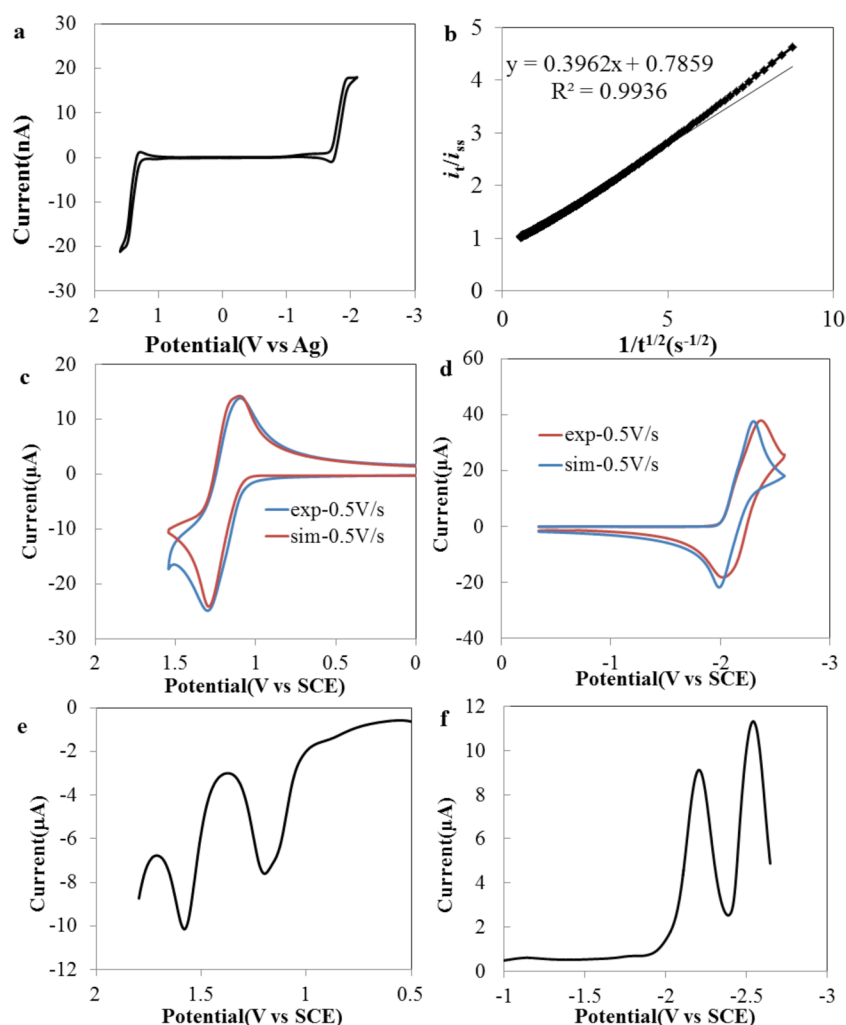 a
30
20
10
0
-10
-20
-30
2 1 0 -1 -2 -3
Current(nA)
Potential(V vs Ag)
b
y = 0.3962x + 0.7859
R² = 0.9936
5
4
3
2
1
0
0 5 10
iₜ/iₛₛ
1/t^1/2(s^-1/2)
c
20
10
0
-10
-20
-30
2 1.5 1 0.5 0
exp-0.5V/s
sim-0.5V/s
Current(µA)
Potential(V vs SCE)
d
60
40
20
0
-20
-40
0 -1 -2 -3
exp-0.5V/s
sim-0.5V/s
Current(µA)
Potential(V vs SCE)
e
0
-2
-4
-6
-8
-10
-12
2 1.5 1 0.5
Current(µA)
Potential(V vs SCE)
f
12
10
8
6
4
2
0
-1 -1.5 -2 -2.5 -3
Current(µA)
Potential(V vs SCE)